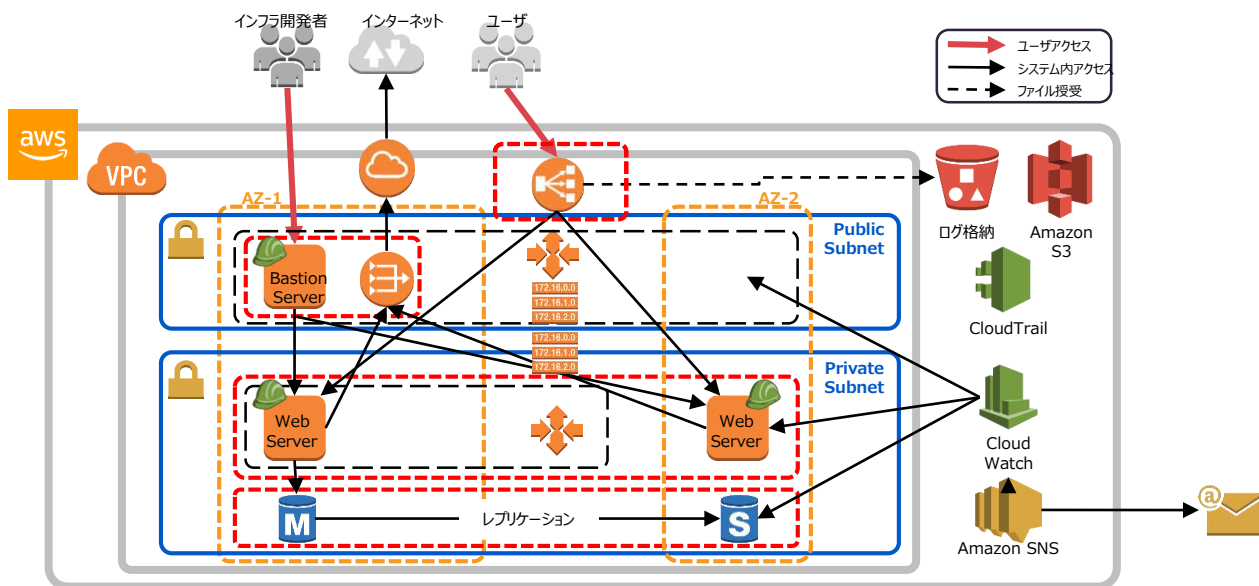 インフラ開発者
インターネット
ユーザ
ユーザアクセス
システム内アクセス
ファイル授受
aws
VPC
AZ-1
AZ-2
Public
Subnet
Bastion
Server
172.16.0.0
172.16.1.0
172.16.2.0
172.16.0.0
172.16.1.0
172.16.2.0
Private
Subnet
Web
Server
Web
Server
M
レプリケーション
S
ログ格納
Amazon
S3
CloudTrail
Cloud
Watch
Amazon SNS
@